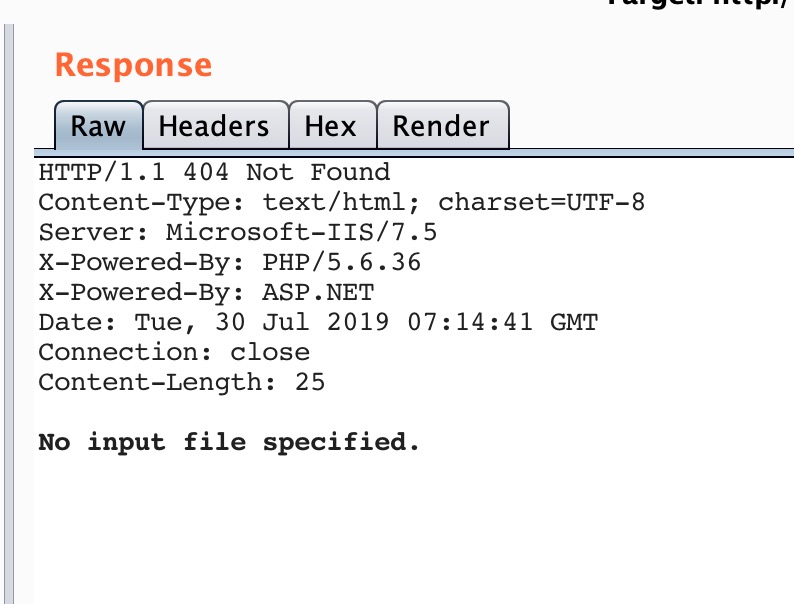 Target: http:/
Response
Raw Headers Hex Render
HTTP/1.1 404 Not Found
Content-Type: text/html; charset=UTF-8
Server: Microsoft-IIS/7.5
X-Powered-By: PHP/5.6.36
X-Powered-By: ASP.NET
Date: Tue, 30 Jul 2019 07:14:41 GMT
Connection: close
Content-Length: 25
No input file specified.